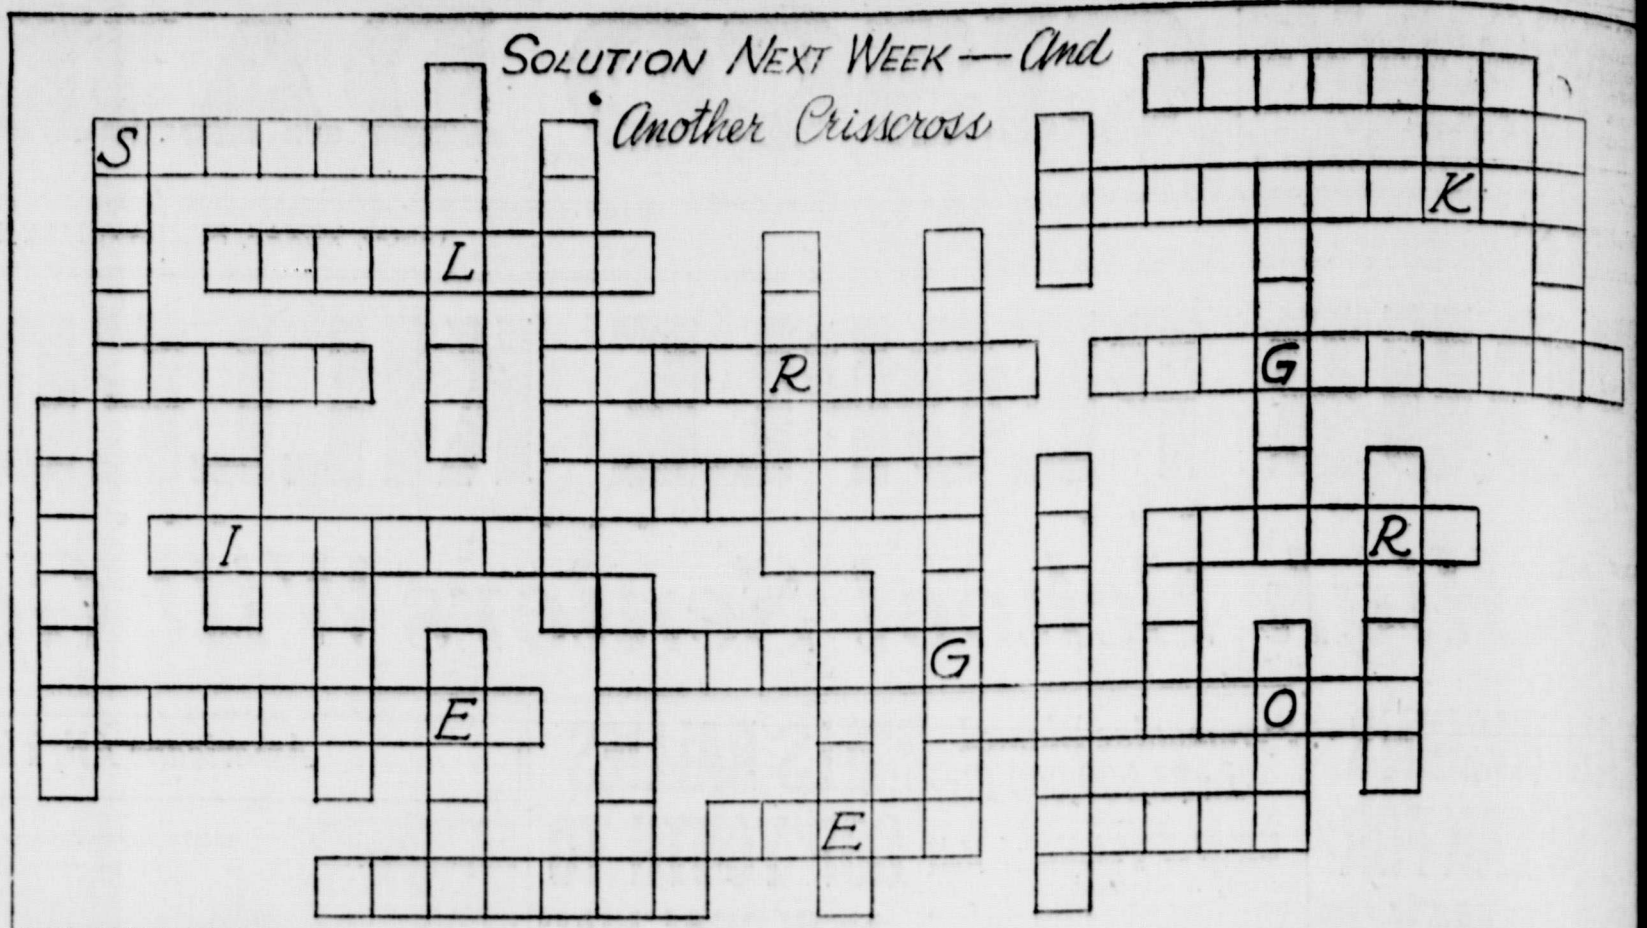 SOLUTION NEXT WEEK — And
Another Crisscross
S
K
L
R
G
I
R
G
E
O
E